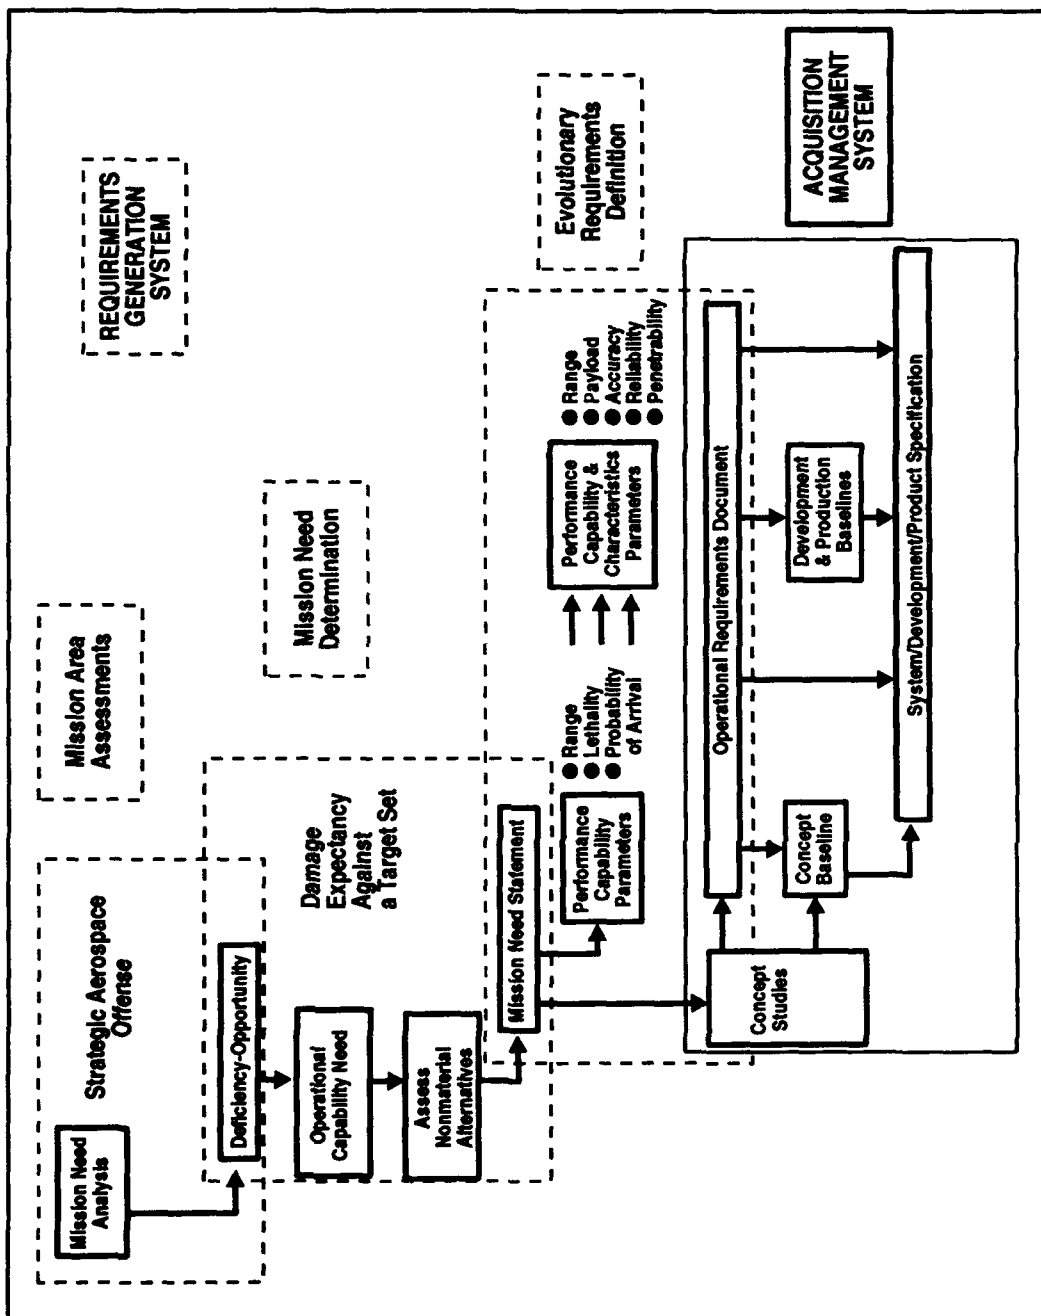 REQUIREMENTS
GENERATION
SYSTEM
Mission Area
Assessments
Strategic Aerospace
Offense
Mission Need
Analysis
Deficiency-Opportunity
Mission Need
Determination
Damage
Expectancy
Against
a Target Set
Operational
Capability Need
Assess
Nonmaterial
Alternatives
Mission Need Statement
Evolutionary
Requirements
Definition
Performance
Capability
Parameters
● Range
● Lethality
● Probability
of Arrival
Performance
Capability &
Characteristics
Parameters
● Range
● Payload
● Accuracy
● Reliability
● Penetrability
Operational Requirements Document
Concept
Studies
Concept
Baseline
Development
& Production
Baselines
System/Development/Product Specification
ACQUISITION
MANAGEMENT
SYSTEM